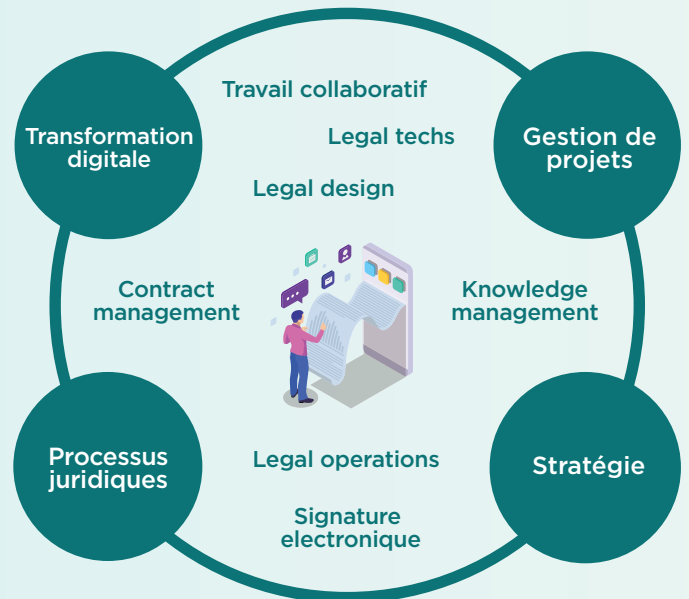 Travail collaboratif
Transformation
digitale
Legal techs
Gestion de
projets
Legal design
Contract
management
Knowledge
management
Processus
juridiques
Legal operations
Stratégie
Signature
electronique